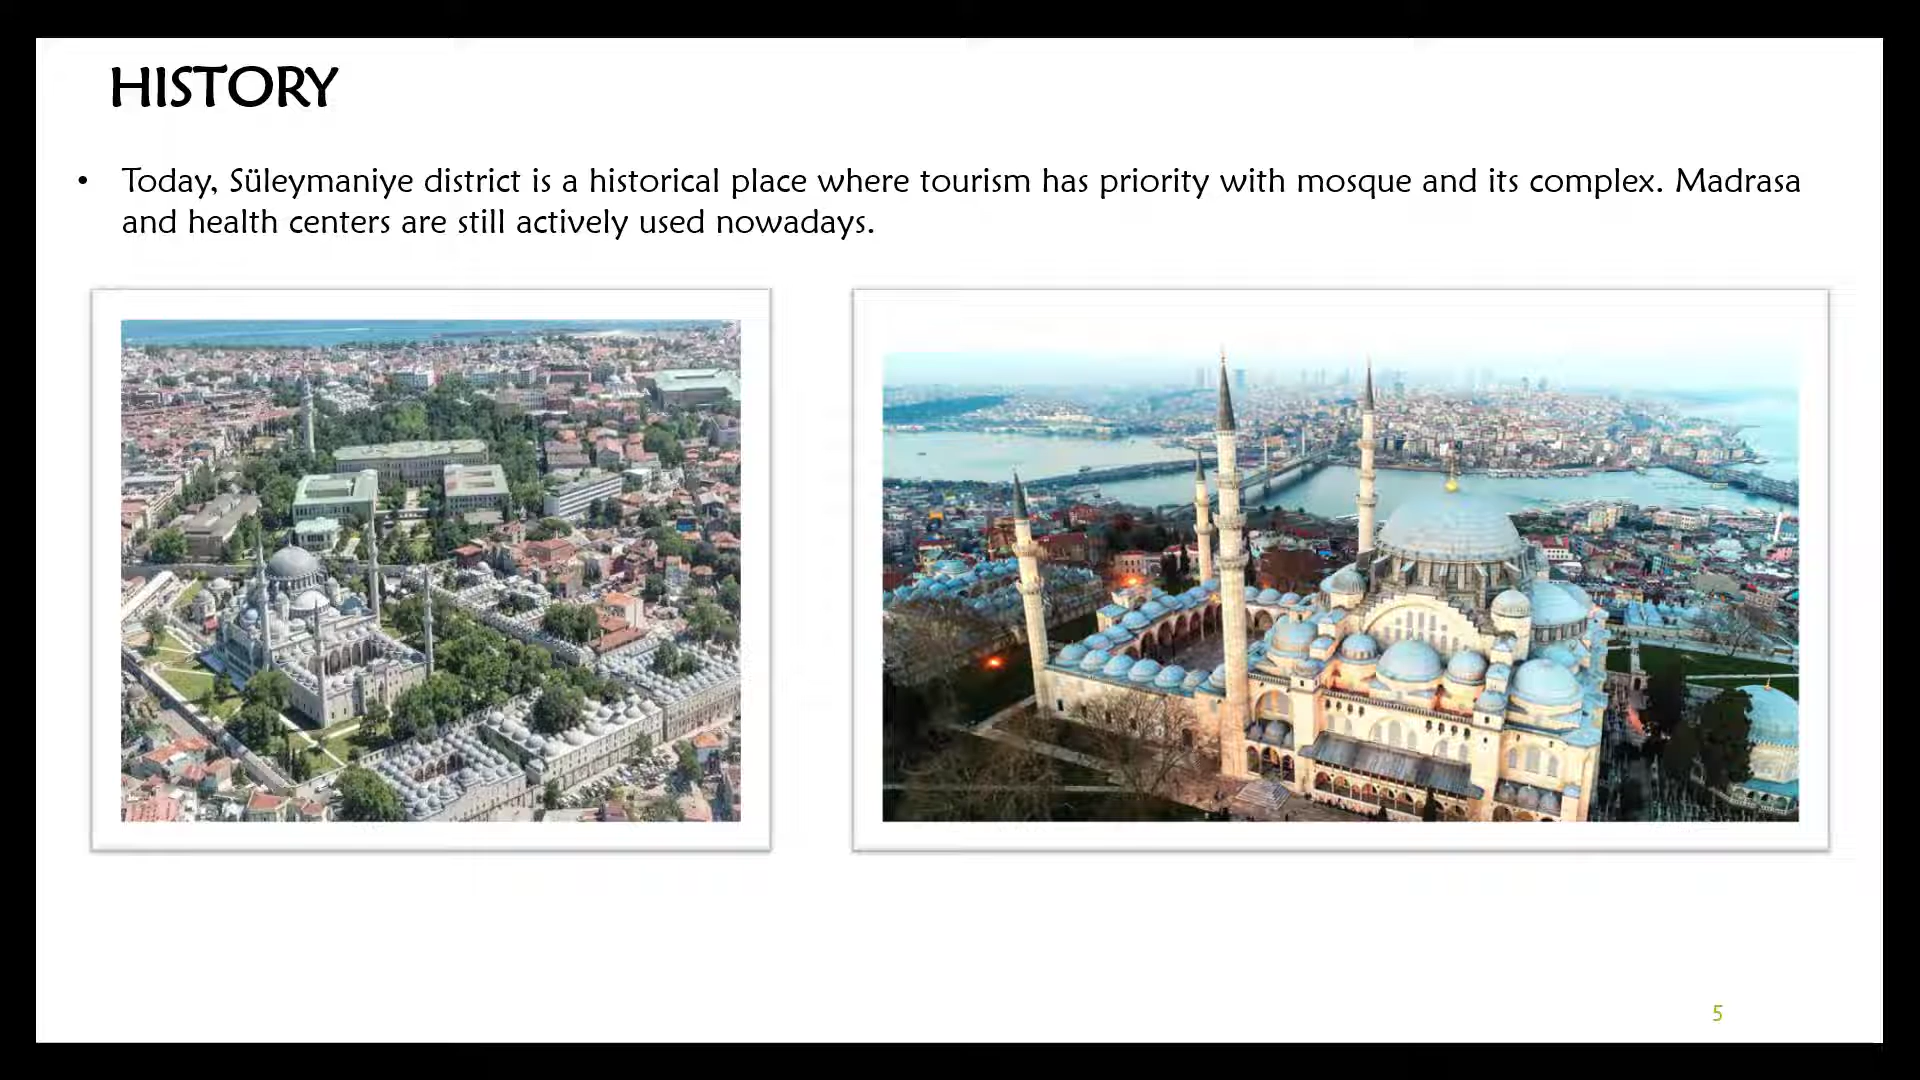 HISTORY
• Today, Süleymaniye district is a historical place where tourism has priority with mosque and its complex. Madrasa
and health centers are still actively used nowadays.
5